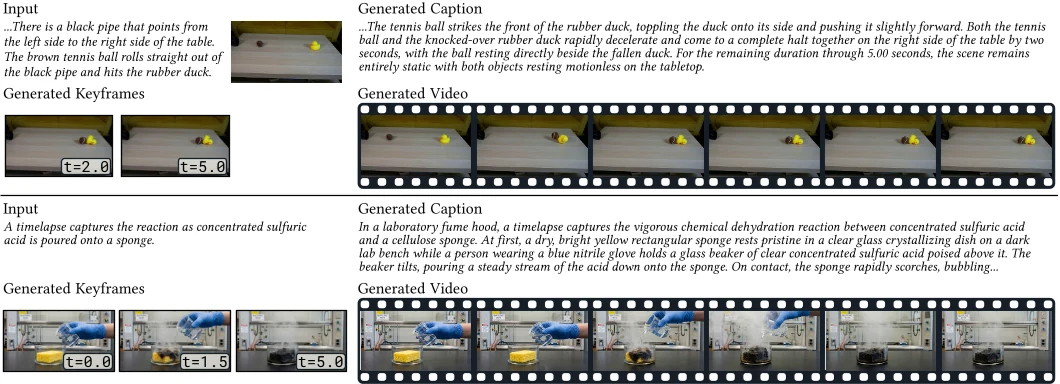 Input
...There is a black pipe that points from
the left side to the right side of the table.
The brown tennis ball rolls straight out of
the black pipe and hits the rubber duck.
Generated Caption
...The tennis ball strikes the front of the rubber duck, toppling the duck onto its side and pushing it slightly forward. Both the tennis
ball and the knocked-over rubber duck rapidly decelerate and come to a complete halt together on the right side of the table by two
seconds, with the ball resting directly beside the fallen duck. For the remaining duration through 5.00 seconds, the scene remains
entirely static with both objects resting motionless on the tabletop.
Generated Keyframes
t=2.0
t=5.0
Generated Video
Input
A timelapse captures the reaction as concentrated sulfuric
acid is poured onto a sponge.
Generated Caption
In a laboratory fume hood, a timelapse captures the vigorous chemical dehydration reaction between concentrated sulfuric acid
and a cellulose sponge. At first, a dry, bright yellow rectangular sponge rests pristine in a clear glass crystallizing dish on a dark
lab bench while a person wearing a blue nitrile glove holds a glass beaker of clear concentrated sulfuric acid poised above it. The
beaker tilts, pouring a steady stream of the acid down onto the sponge. On contact, the sponge rapidly scorches, bubbling...
Generated Keyframes
t=0.0
t=1.5
t=5.0
Generated Video